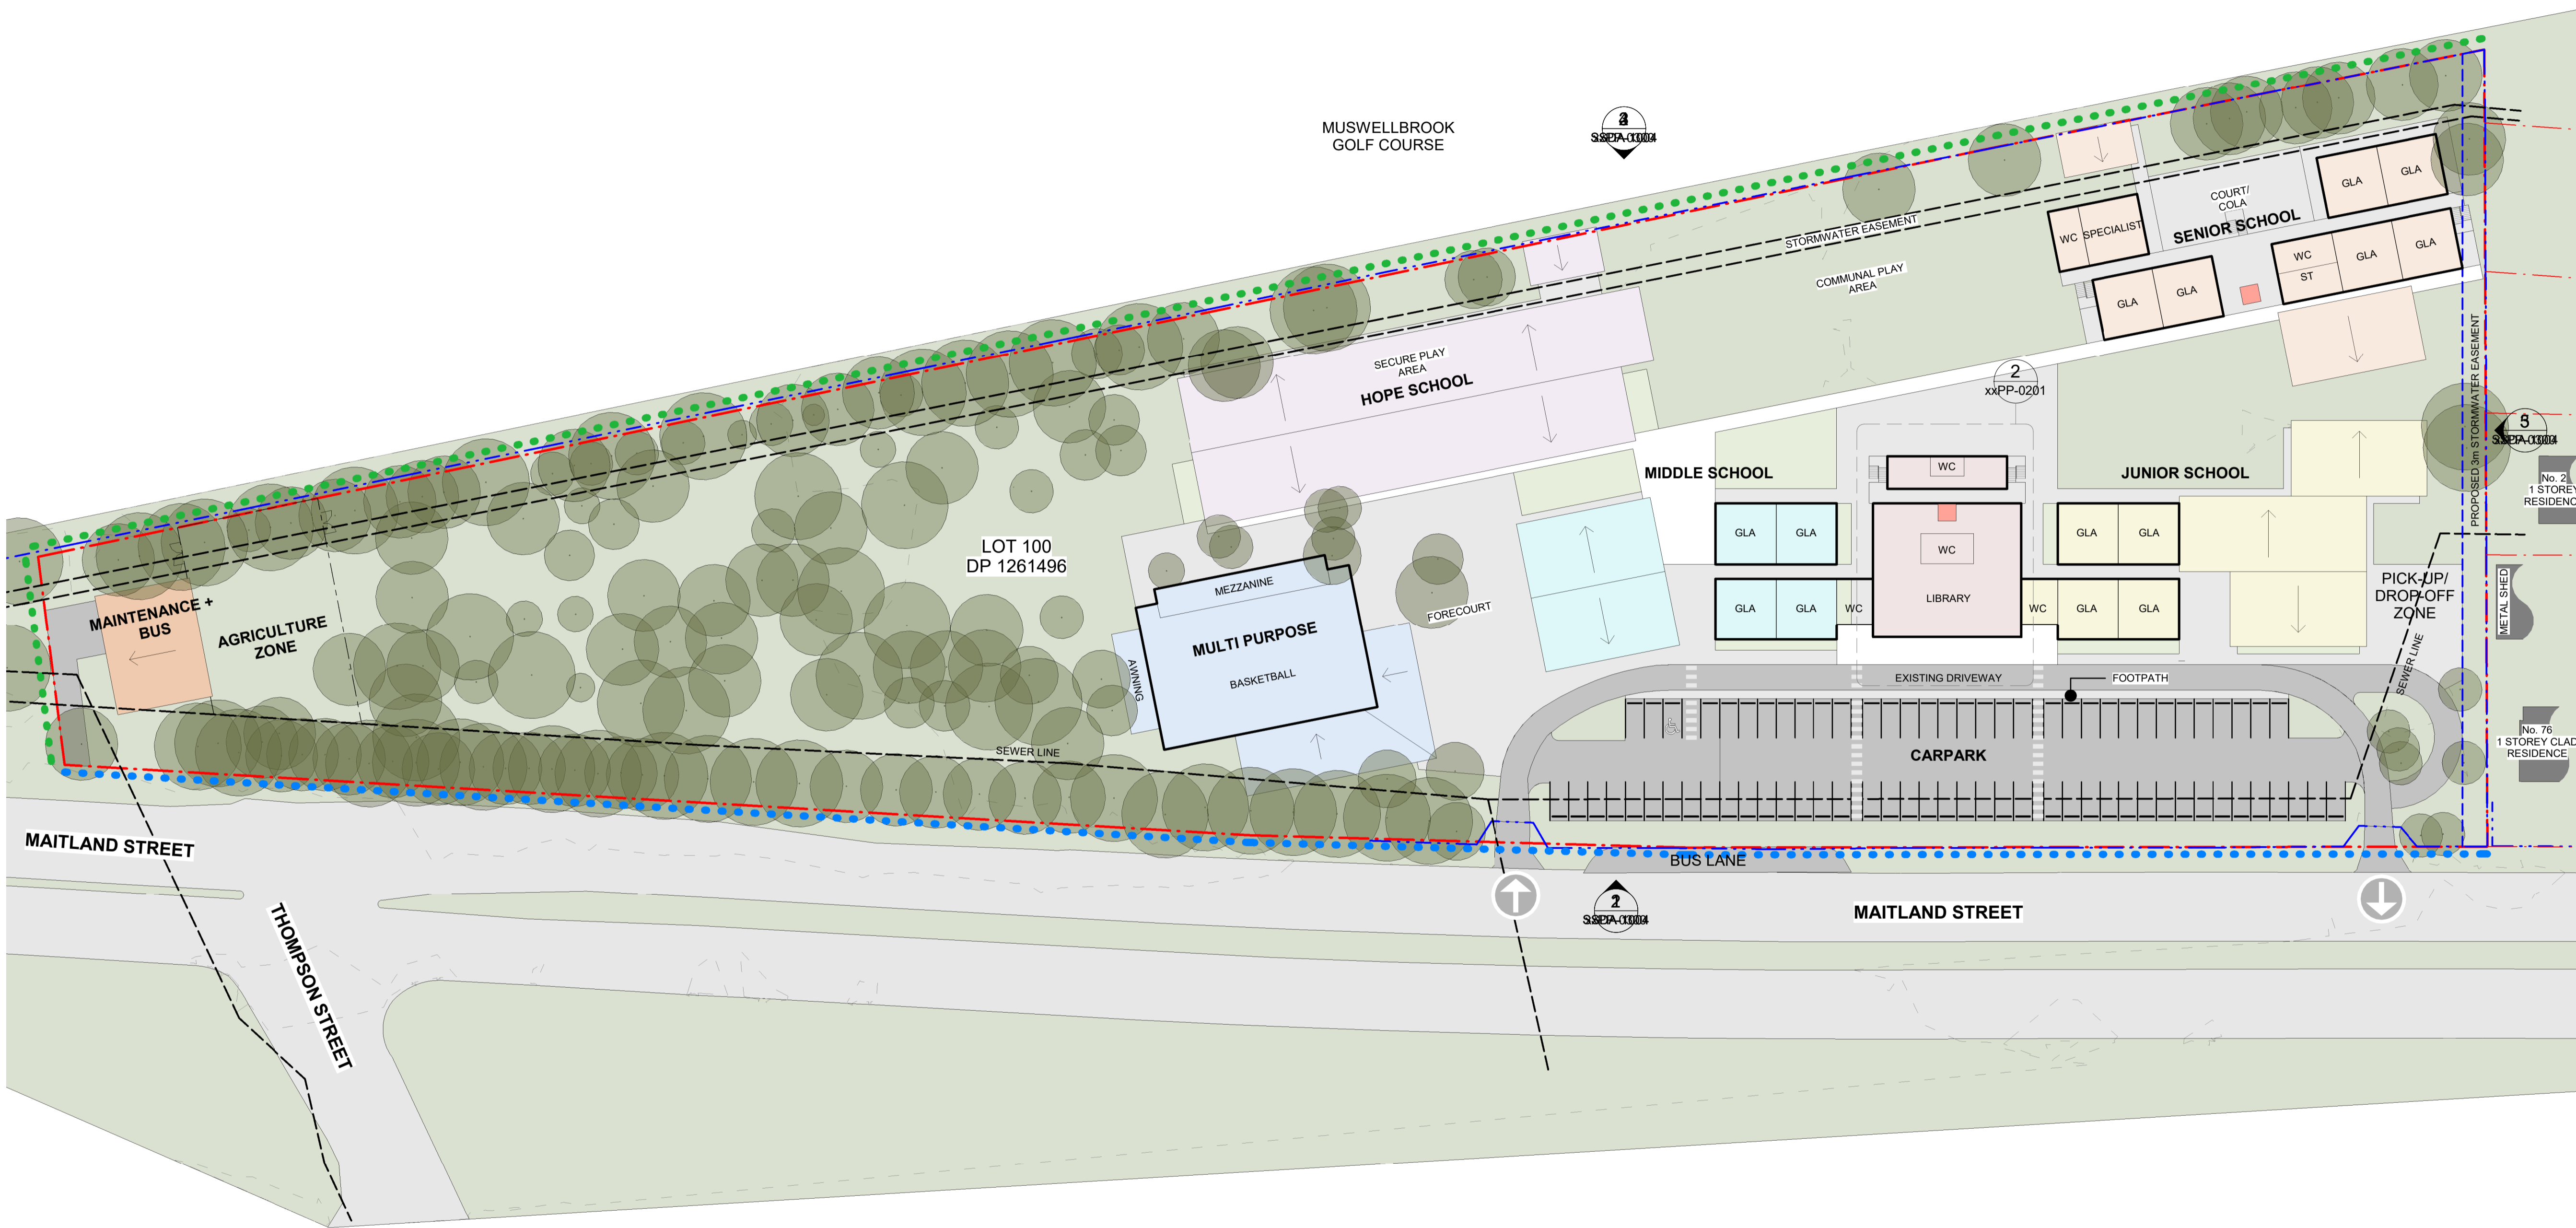 MUSWELLBROOK
GOLF COURSE
COURT/
COLA
SENIOR SCHOOL
GLA
GLA
WC
SPECIALIST
WC
ST
GLA
GLA
GLA
GLA
STORMWATER EASEMENT
COMMUNAL PLAY
AREA
SECURE PLAY
AREA
HOPE SCHOOL
2
xxPP-0201
PROPOSED 3m STORMWATER EASEMENT
MIDDLE SCHOOL
WC
JUNIOR SCHOOL
No. 2
1 STOREY
GLA
GLA
WC
GLA
GLA
LOT 100
DP 1261496
MEZZANINE
MULTI PURPOSE
BASKETBALL
AWNING
FORECOURT
GLA
GLA
WC
LIBRARY
WC
GLA
GLA
PICK-UP/
DROP-OFF
ZONE
METAL SHED
MAINTENANCE +
BUS
AGRICULTURE
ZONE
SEWER LINE
EXISTING DRIVEWAY
FOOTPATH
SEWER LINE
CARPARK
No. 76
1 STOREY CLAD
RESIDENCE
MAITLAND STREET
BUS LANE
THOMPSON STREET
MAITLAND STREET